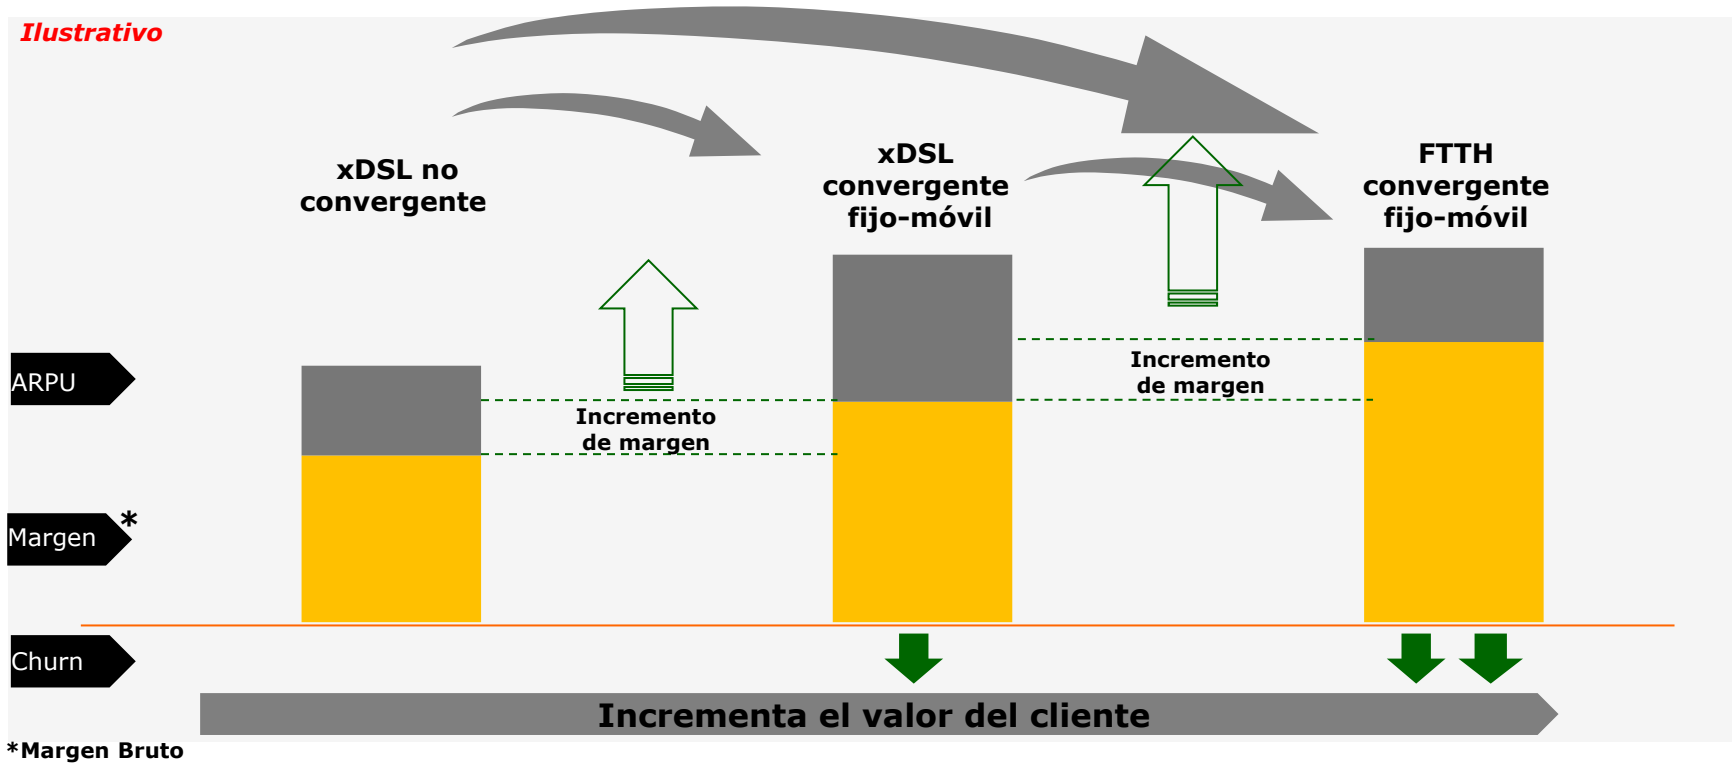 Ilustrativo
xDSL no
convergente
xDSL
convergente
fijo-móvil
FTTH
convergente
fijo-móvil
ARPU
Incremento
de margen
Incremento
de margen
Margen
*
Churn
Incrementa el valor del cliente
*Margen Bruto